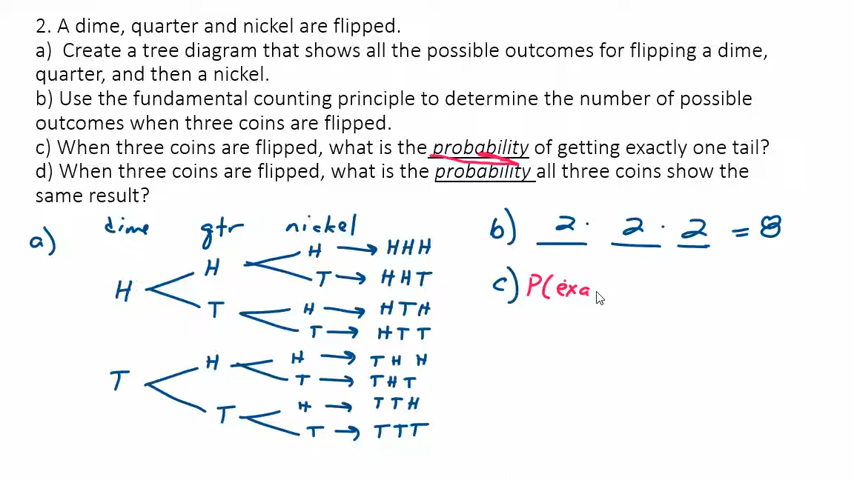 2. A dime, quarter and nickel are flipped.
a) Create a tree diagram that shows all the possible outcomes for flipping a dime,
quarter, and then a nickel.
b) Use the fundamental counting principle to determine the number of possible
outcomes when three coins are flipped.
c) When three coins are flipped, what is the probability of getting exactly one tail?
d) When three coins are flipped, what is the probability all three coins show the
same result?
a) dime qtr nickel
H → HHH
H
T → HHT
H
H → HTH
T
T → HTT
H → THH
H
T → THT
T
H → TTH
T
T → TTT
b) 2 · 2 · 2 = 8
c) P(exa